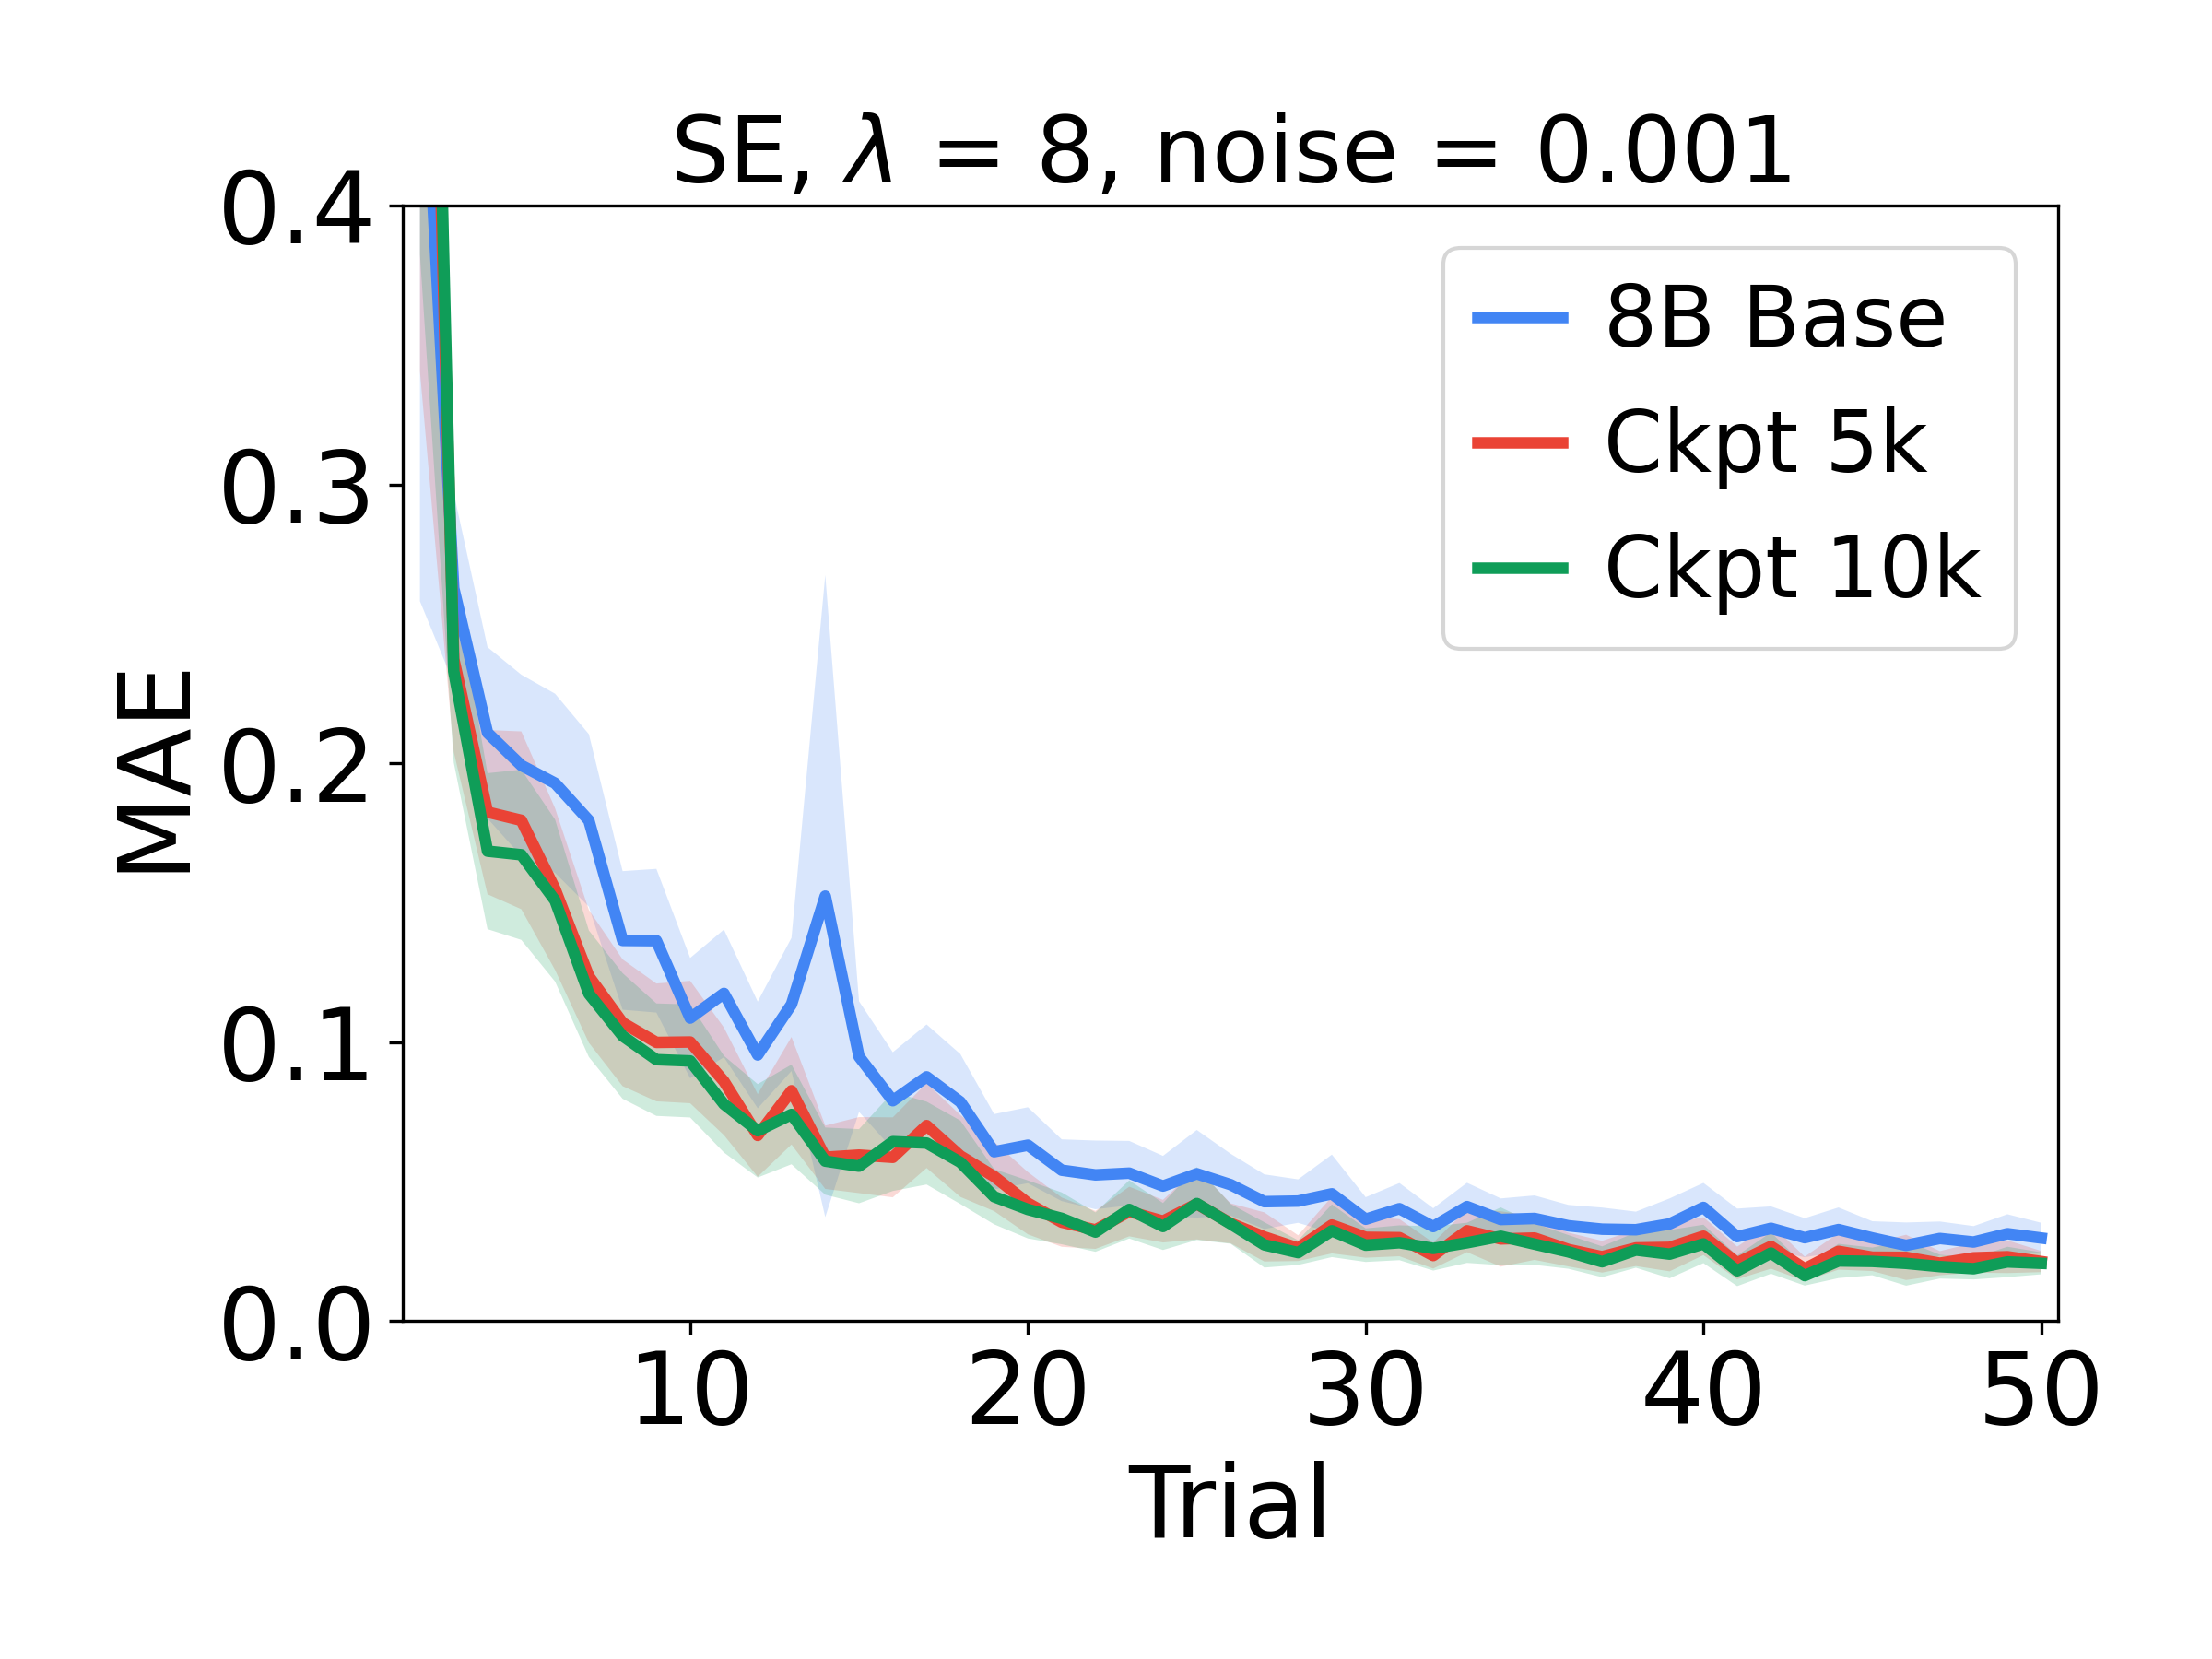 SE, λ = 8, noise = 0.001
0.4
0.3
0.2
0.1
0.0
MAE
8B Base
Ckpt 5k
Ckpt 10k
10 20 30 40 50
Trial